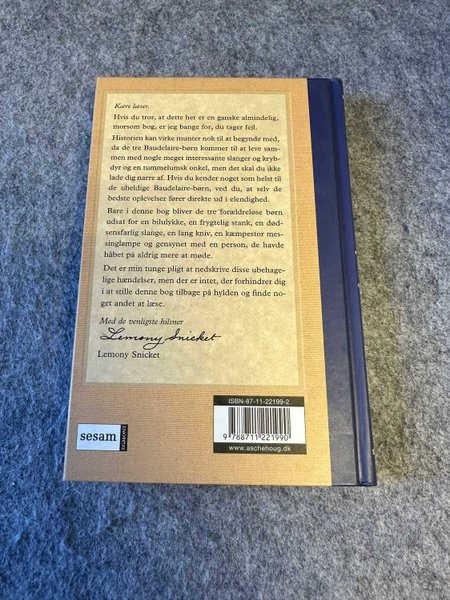 Kære læser.
Hvis du tror, at dette her er en ganske almindelig,
morsom bog, er jeg bange for, du tager fejl.
Historien kan virke munter nok til at begynde med,
da de tre Baudelaire-børn kommer til at leve sam-
men med nogle meget interessante slanger og kryb-
dyr og en tummelumsk onkel, men det skal du ikke
lade dig narre af. Hvis du kender noget som helst til
de uheldige Baudelaire-børn, ved du, at selv de
bedste oplevelser fører direkte ud i elendighed.
Bare i denne bog bliver de tre forældreløse børn
udsat for en bilulykke, en frygtelig stank, en død-
sensfarlig slange, en lang kniv, en kæmpestor mes-
singlampe og gensynet med en person, de havde
håbet på aldrig mere at møde.
Det er min tunge pligt at nedskrive disse ubehage-
lige hændelser, men der er intet, der forhindrer dig
i at stille denne bog tilbage på hylden og finde no-
get andet at læse.
Med de venligste hilsner
Lemony Snicket
Lemony Snicket
ISBN-87-11-22199-2
9 788711 221990
www.aschehoug.dk
sesam
EGMONT